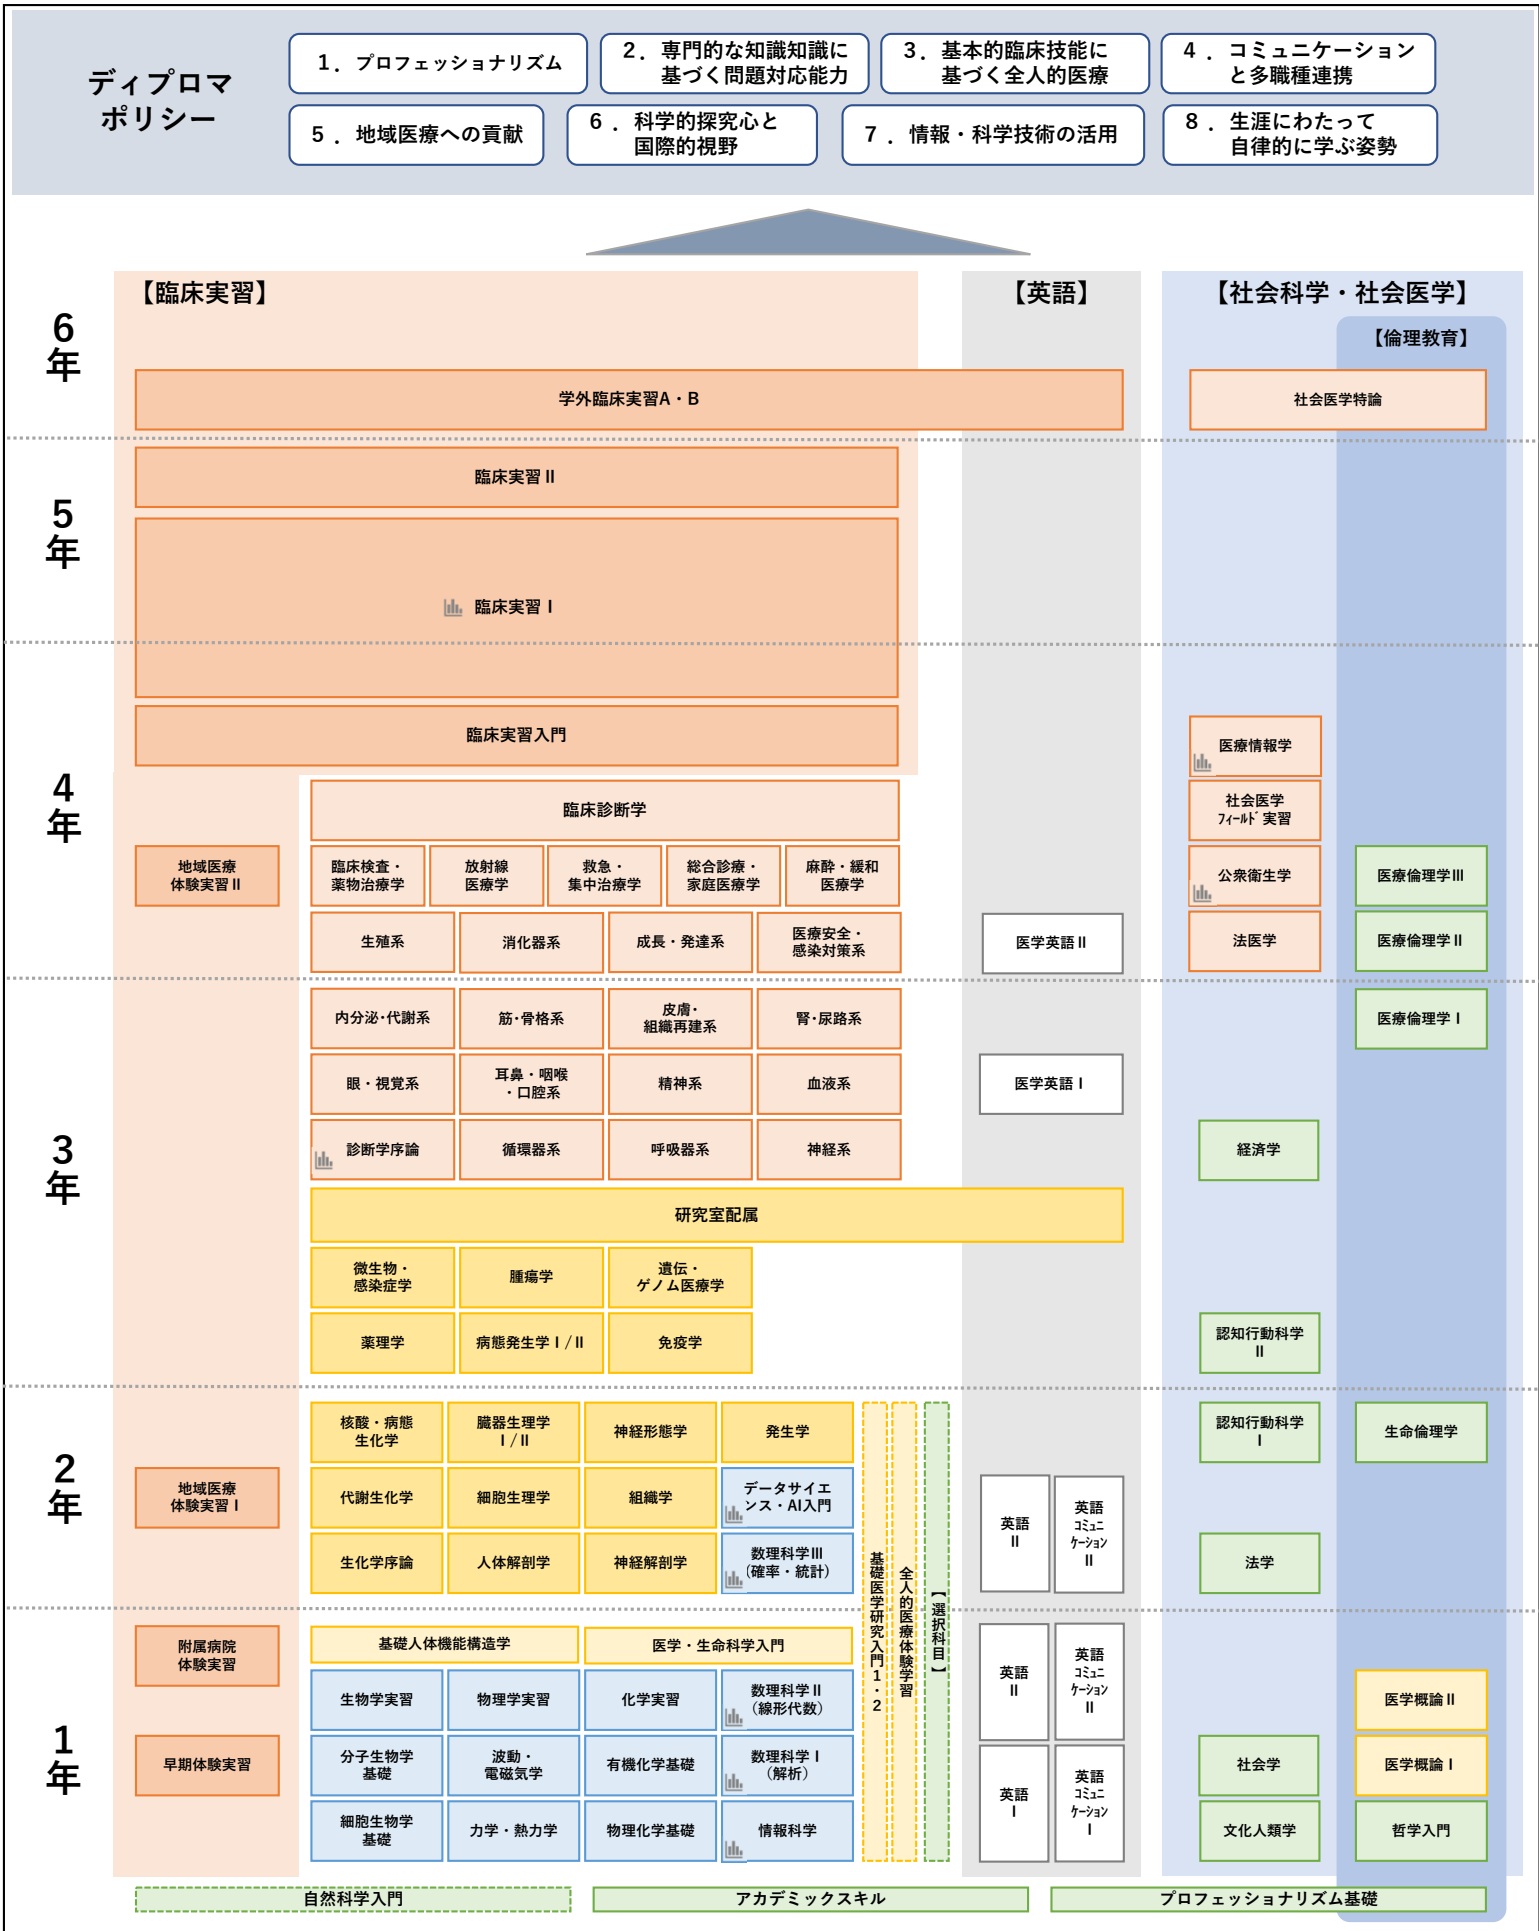 ディプロマ
ポリシー
1．プロフェッショナリズム
2．専門的な知識知識に
基づく問題対応能力
3．基本的臨床技能に
基づく全人的医療
4．コミュニケーション
と多職種連携
5．地域医療への貢献
6．科学的探究心と
国際的視野
7．情報・科学技術の活用
8．生涯にわたって
自律的に学ぶ姿勢
【臨床実習】
【英語】
【社会科学・社会医学】
【倫理教育】
6
年
学外臨床実習A・B
社会医学特論
5
年
臨床実習Ⅱ
臨床実習Ⅰ
4
年
臨床実習入門
医療情報学
臨床診断学
社会医学
ﾌｨｰﾙﾄﾞ実習
地域医療
体験実習Ⅱ
臨床検査・
薬物治療学
放射線
医療学
救急・
集中治療学
総合診療・
家庭医療学
麻酔・緩和
医療学
公衆衛生学
医療倫理学Ⅲ
生殖系
消化器系
成長・発達系
医療安全・
感染対策系
医学英語Ⅱ
法医学
医療倫理学Ⅱ
3
年
内分泌･代謝系
筋･骨格系
皮膚･
組織再建系
腎･尿路系
医療倫理学Ⅰ
眼・視覚系
耳鼻・咽喉
・口腔系
精神系
血液系
医学英語Ⅰ
診断学序論
循環器系
呼吸器系
神経系
経済学
研究室配属
微生物・
感染症学
腫瘍学
遺伝・
ゲノム医療学
薬理学
病態発生学Ⅰ/Ⅱ
免疫学
認知行動科学
Ⅱ
2
年
核酸・病態
生化学
臓器生理学
Ⅰ/Ⅱ
神経形態学
発生学
認知行動科学
Ⅰ
生命倫理学
地域医療
体験実習Ⅰ
代謝生化学
細胞生理学
組織学
データサイエ
ンス・AI入門
英語
Ⅱ
英語
ｺﾐｭﾆ
ｹｰｼｮﾝ
Ⅱ
生化学序論
人体解剖学
神経解剖学
数理科学Ⅲ
（確率・統計）
法学
基礎医学研究入門1・2
全人的医療体験学習
【選択科目】
1
年
附属病院
体験実習
基礎人体機能構造学
医学・生命科学入門
英語
Ⅱ
英語
ｺﾐｭﾆ
ｹｰｼｮﾝ
Ⅱ
生物学実習
物理学実習
化学実習
数理科学Ⅱ
（線形代数）
医学概論Ⅱ
早期体験実習
分子生物学
基礎
波動・
電磁気学
有機化学基礎
数理科学Ⅰ
（解析）
英語
Ⅰ
英語
ｺﾐｭﾆ
ｹｰｼｮﾝ
Ⅰ
社会学
医学概論Ⅰ
細胞生物学
基礎
力学・熱力学
物理化学基礎
情報科学
文化人類学
哲学入門
自然科学入門
アカデミックスキル
プロフェッショナリズム基礎